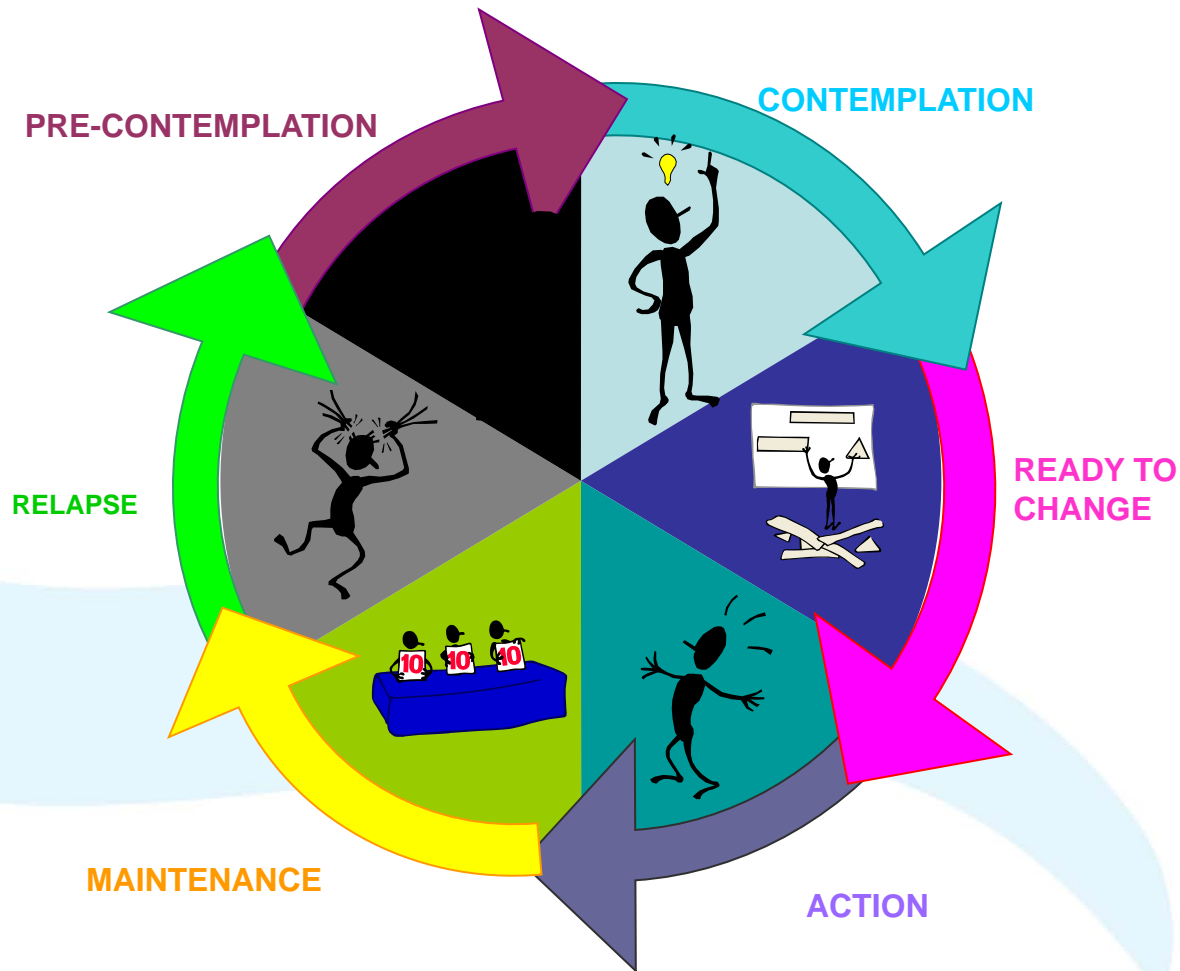 PRE-CONTEMPLATION
CONTEMPLATION
READY TO
CHANGE
RELAPSE
10 10 10
MAINTENANCE
ACTION